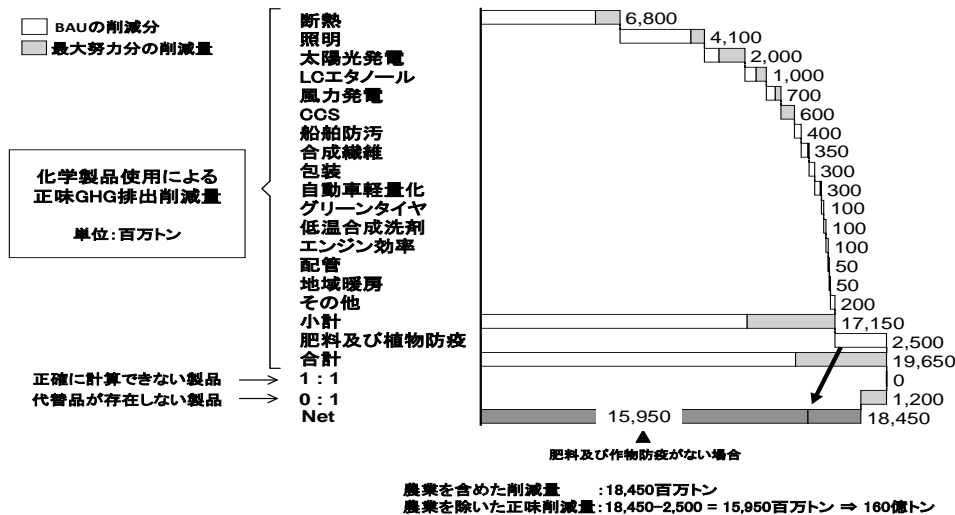 BAUの削減分
最大努力分の削減量
断熱 6,800
照明 4,100
太陽光発電 2,000
LCエタノール 1,000
風力発電 700
CCS 600
船舶防汚 400
合成繊維 350
包装 300
自動車軽量化 300
グリーンタイヤ 100
低温合成洗剤 100
エンジン効率 100
配管 50
地域暖房 50
その他 200
小計 17,150
肥料及び植物防疫 2,500
合計 19,650
化学製品使用による
正味GHG排出削減量
単位:百万トン
正確に計算できない製品 → 1:1 0
代替品が存在しない製品 → 0:1 1,200
Net 15,950 18,450
▲
肥料及び作物防疫がない場合
農業を含めた削減量 :18,450百万トン
農業を除いた正味削減量:18,450-2,500 = 15,950百万トン ⇒ 160億トン